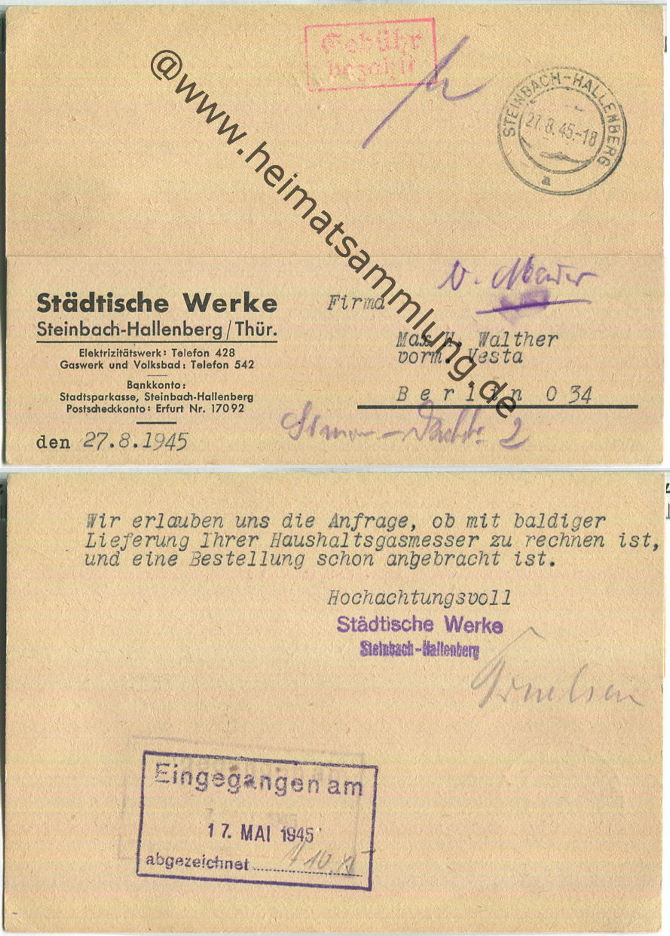 Gebühr
bezahlt
STEINBACH-HALLENBERG
27.8.45.-18
a
@www.heimatsammlung.de
Städtische Werke
Steinbach-Hallenberg/Thür.
Elektrizitätswerk: Telefon 428
Gaswerk und Volksbad: Telefon 542
Bankkonto:
Stadtsparkasse, Steinbach-Hallenberg
Postscheckkonto: Erfurt Nr. 17092
den 27.8.1945
Firma
Max H. Walther
vorm. Vesta
Berlin O 34
2
Wir erlauben uns die Anfrage, ob mit baldiger
Lieferung Ihrer Haushaltsgasmesser zu rechnen ist,
und eine Bestellung schon angebracht ist.
Hochachtungsvoll
Städtische Werke
Steinbach-Hallenberg
Eingegangen am
17. MAI 1945
abgezeichnet